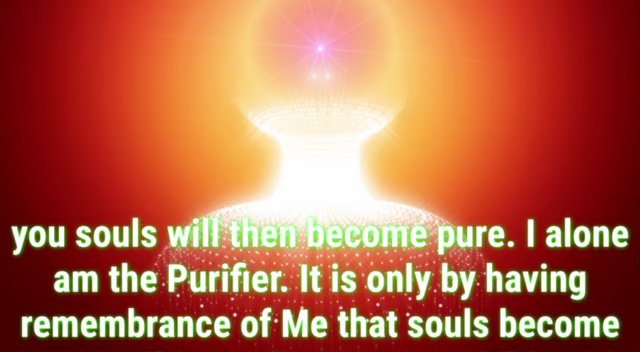 you souls will then become pure. I alone
am the Purifier. It is only by having
remembrance of Me that souls become